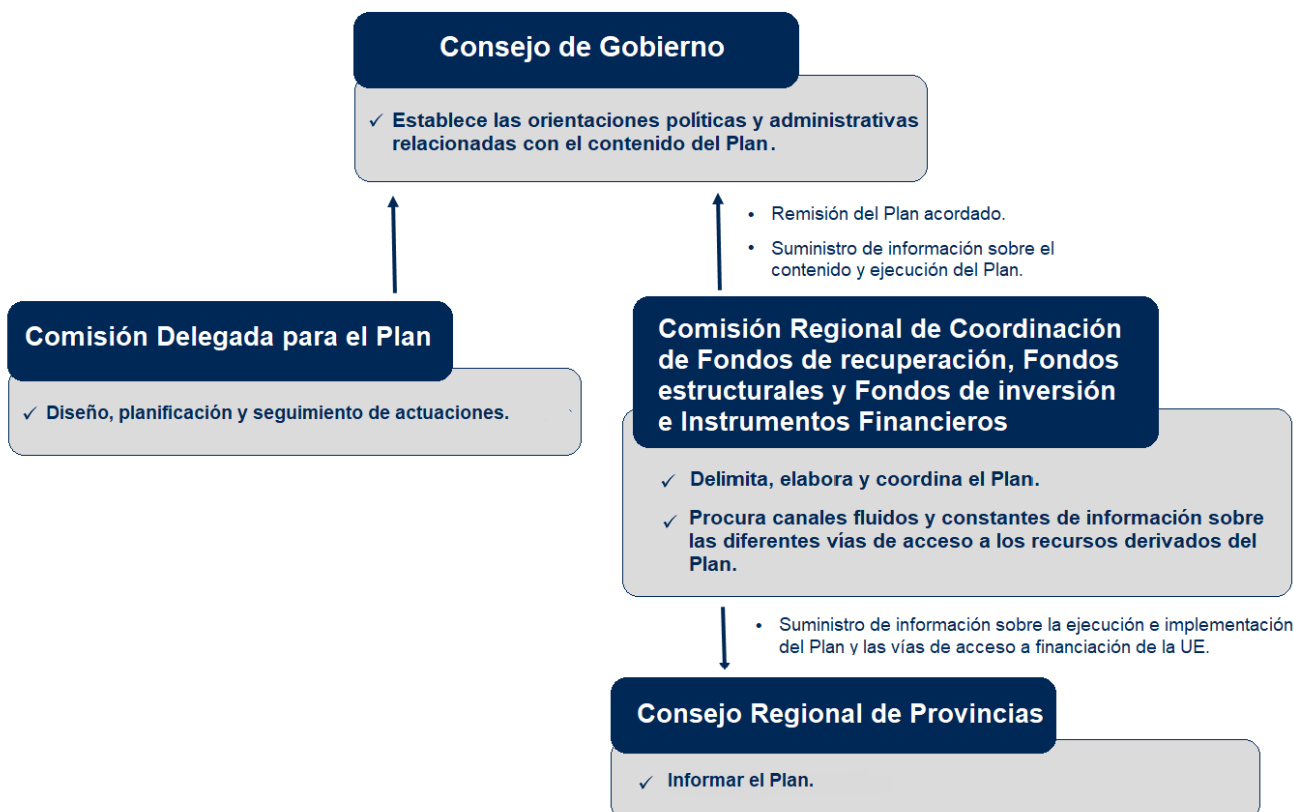 Consejo de Gobierno
✓ Establece las orientaciones políticas y administrativas
relacionadas con el contenido del Plan.
• Remisión del Plan acordado.
• Suministro de información sobre el
contenido y ejecución del Plan.
Comisión Delegada para el Plan
✓ Diseño, planificación y seguimiento de actuaciones.
Comisión Regional de Coordinación
de Fondos de recuperación, Fondos
estructurales y Fondos de inversión
e Instrumentos Financieros
✓ Delimita, elabora y coordina el Plan.
✓ Procura canales fluidos y constantes de información sobre
las diferentes vías de acceso a los recursos derivados del
Plan.
• Suministro de información sobre la ejecución e implementación
del Plan y las vías de acceso a financiación de la UE.
Consejo Regional de Provincias
✓ Informar el Plan.